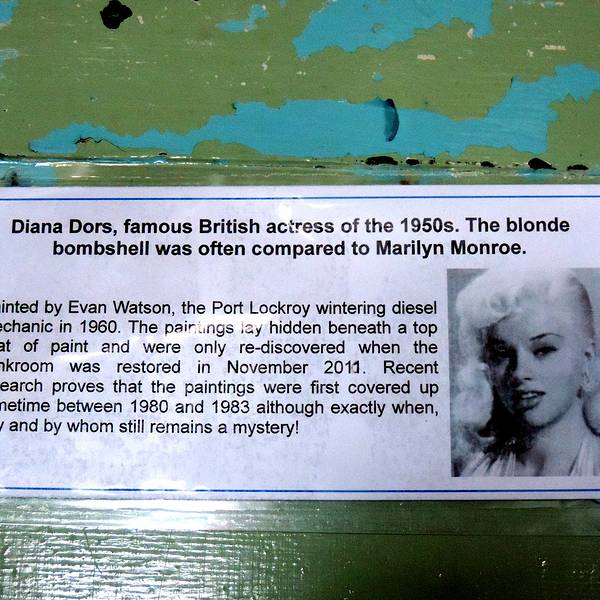 Diana Dors, famous British actress of the 1950s. The blonde
bombshell was often compared to Marilyn Monroe.
ainted by Evan Watson, the Port Lockroy wintering diesel
echanic in 1960. The paintings lay hidden beneath a top
at of paint and were only re-discovered when the
nkroom was restored in November 2011. Recent
search proves that the paintings were first covered up
metime between 1980 and 1983 although exactly when,
y and by whom still remains a mystery!